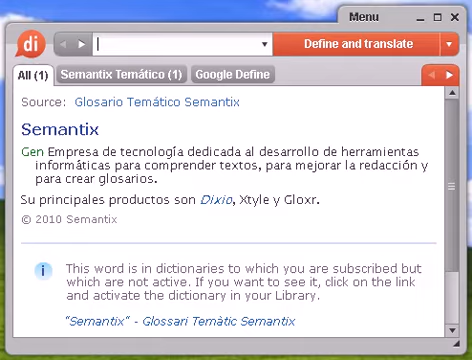 Menu
di
Define and translate
All (1) Semantix Temático (1) Google Define
Source: Glosario Temático Semantix
Semantix
Gen Empresa de tecnología dedicada al desarrollo de herramientas
informáticas para comprender textos, para mejorar la redacción y
para crear glosarios.
Su principales productos son Dixio, Xtyle y Gloxr.
© 2010 Semantix
i
This word is in dictionaries to which you are subscribed but
which are not active. If you want to see it, click on the link
and activate the dictionary in your Library.
"Semantix" - Glossari Temàtic Semantix